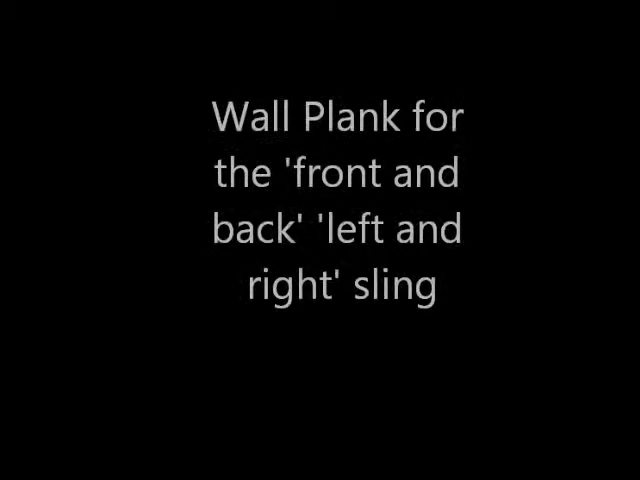 Wall Plank for
the 'front and
back' 'left and
right' sling